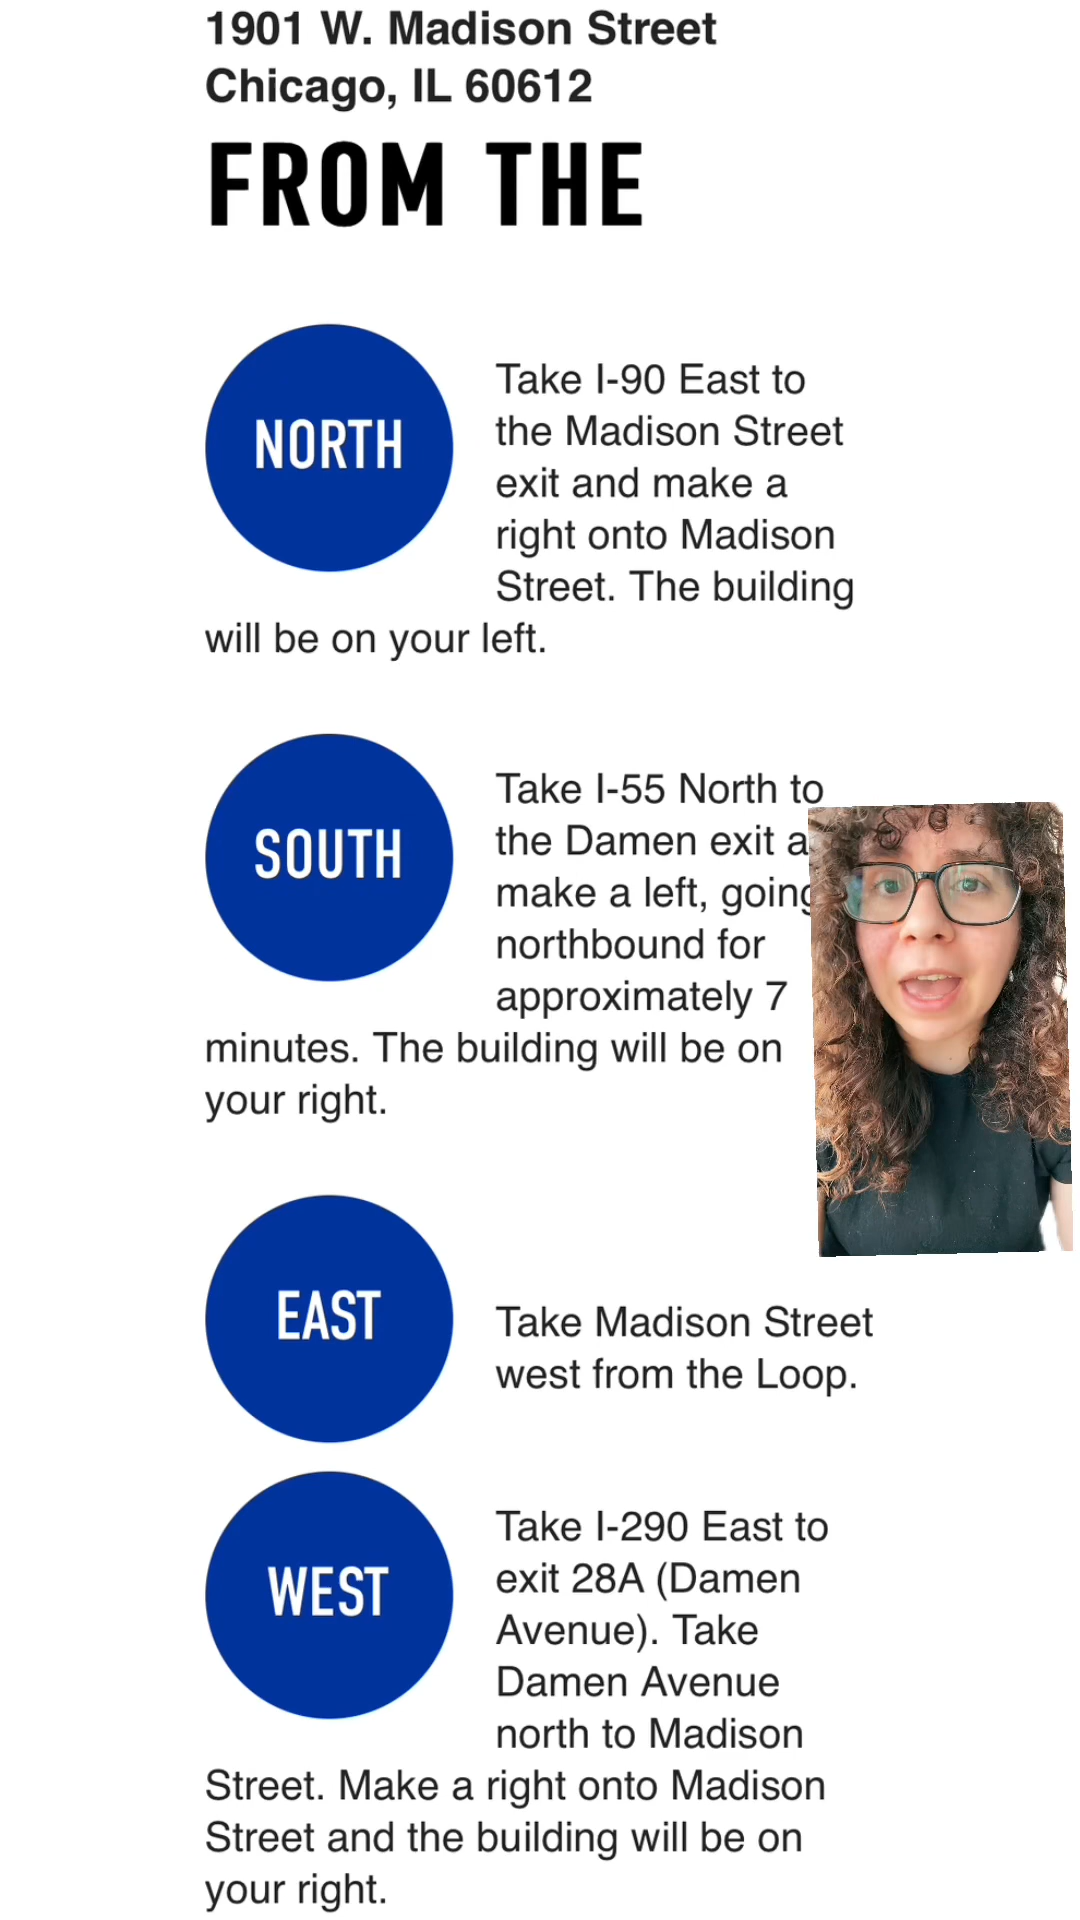 1901 W. Madison Street
Chicago, IL 60612
FROM THE
NORTH
Take I-90 East to
the Madison Street
exit and make a
right onto Madison
Street. The building
will be on your left.
SOUTH
Take I-55 North to
the Damen exit
make a left, going
northbound for
approximately 7
minutes. The building will be on
your right.
EAST
Take Madison Street
west from the Loop.
WEST
Take I-290 East to
exit 28A (Damen
Avenue). Take
Damen Avenue
north to Madison
Street. Make a right onto Madison
Street and the building will be on
your right.